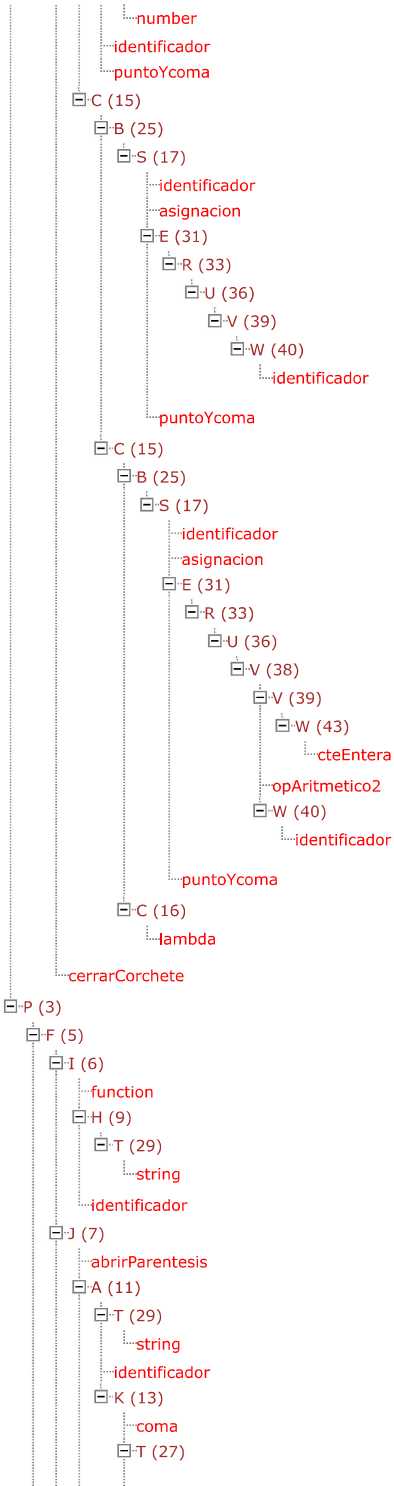 number
identificador
puntoYcoma
C (15)
B (25)
S (17)
identificador
asignacion
E (31)
R (33)
U (36)
V (39)
W (40)
identificador
puntoYcoma
C (15)
B (25)
S (17)
identificador
asignacion
E (31)
R (33)
U (36)
V (38)
V (39)
W (43)
cteEntera
opAritmetico2
W (40)
identificador
puntoYcoma
C (16)
lambda
cerrarCorchete
P (3)
F (5)
I (6)
function
H (9)
T (29)
string
identificador
J (7)
abrirParentesis
A (11)
T (29)
string
identificador
K (13)
coma
T (27)